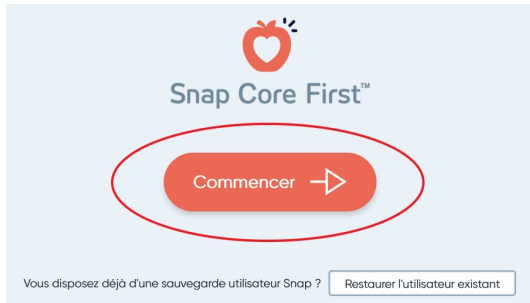 Snap Core First™
Commencer
Vous disposez déjà d'une sauvegarde utilisateur Snap ? Restaurer l'utilisateur existant